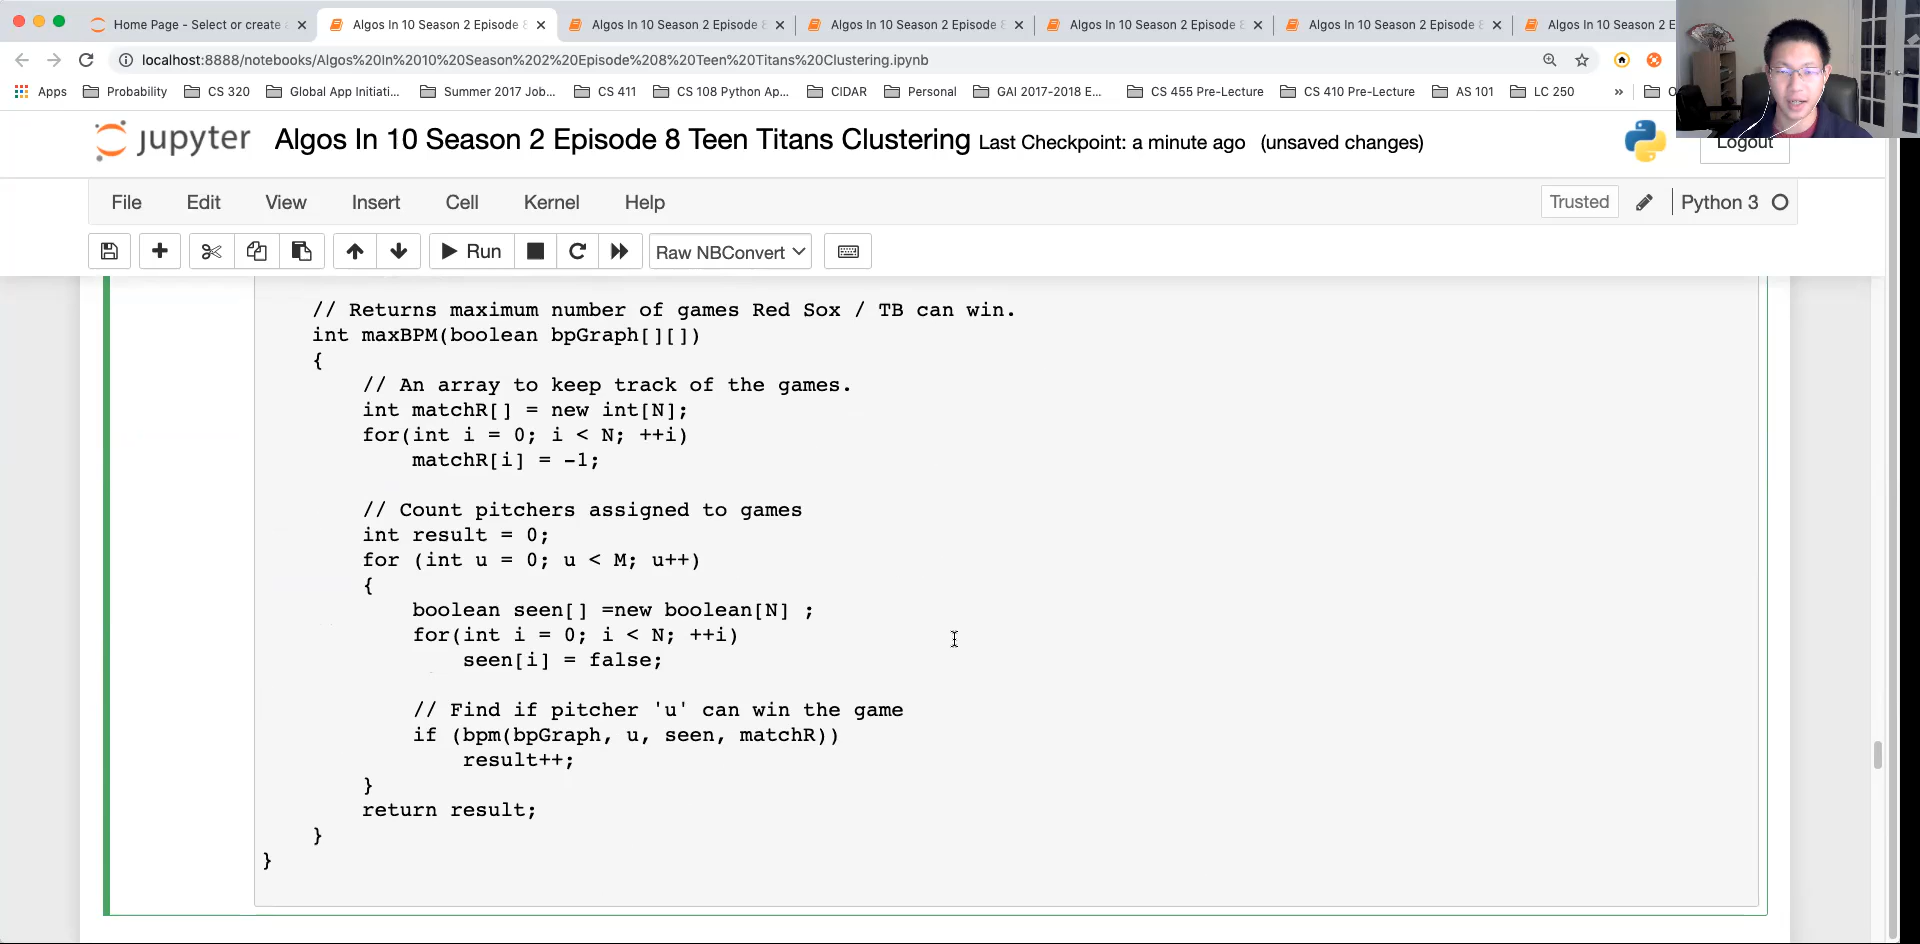 Home Page - Select or create a
Algos In 10 Season 2 Episode 8
Algos In 10 Season 2 Episode 8
Algos In 10 Season 2 Episode 8
Algos In 10 Season 2 Episode 8
Algos In 10 Season 2 Episode 8
Algos In 10 Season 2 E
localhost:8888/notebooks/Algos%20In%2010%20Season%202%20Episode%208%20Teen%20Titans%20Clustering.ipynb
Apps Probability CS 320 Global App Initiati... Summer 2017 Job... CS 411 CS 108 Python Ap... CIDAR Personal GAI 2017-2018 E... CS 455 Pre-Lecture CS 410 Pre-Lecture AS 101 LC 250 » O
jupyter Algos In 10 Season 2 Episode 8 Teen Titans Clustering Last Checkpoint: a minute ago (unsaved changes) Logout
File Edit View Insert Cell Kernel Help Trusted Python 3
Run Raw NBConvert
// Returns maximum number of games Red Sox / TB can win.
int maxBPM(boolean bpGraph[][])
{
// An array to keep track of the games.
int matchR[] = new int[N];
for(int i = 0; i < N; ++i)
matchR[i] = -1;
// Count pitchers assigned to games
int result = 0;
for (int u = 0; u < M; u++)
{
boolean seen[] =new boolean[N] ;
for(int i = 0; i < N; ++i)
seen[i] = false;
// Find if pitcher 'u' can win the game
if (bpm(bpGraph, u, seen, matchR))
result++;
}
return result;
}
}